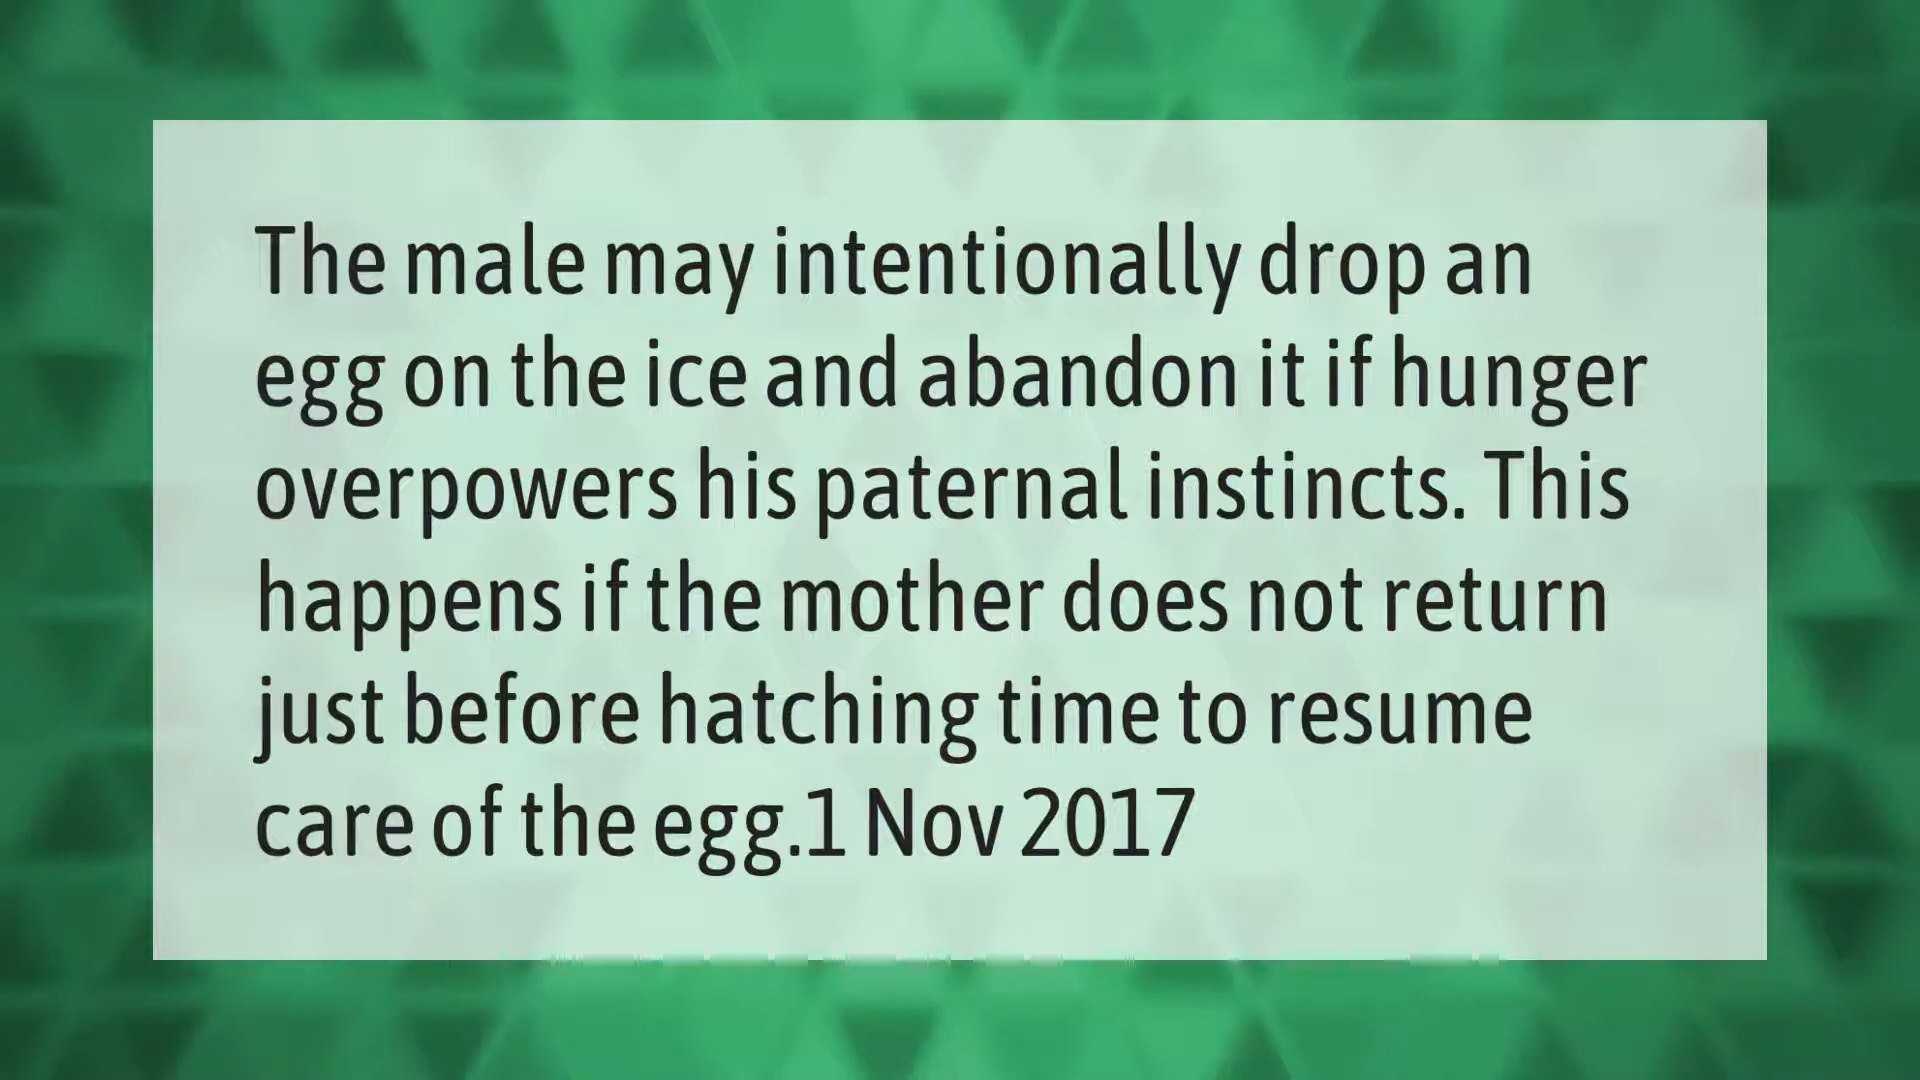 The male may intentionally drop an
egg on the ice and abandon it if hunger
overpowers his paternal instincts. This
happens if the mother does not return
just before hatching time to resume
care of the egg.1 Nov 2017